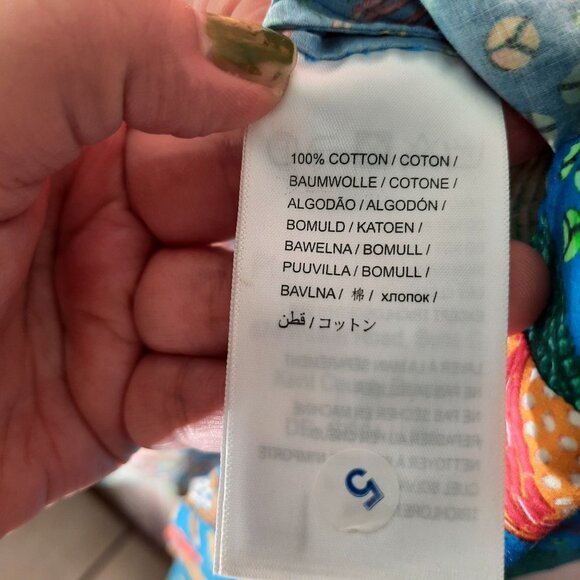 100% COTTON / COTON /
BAUMWOLLE / COTONE /
ALGODÃO / ALGODÓN /
BOMULD / KATOEN /
BAWELNA / BOMULL /
PUUVILLA / BOMULL /
BAVLNA / 棉 / хлопок /
قطن / コットン
5